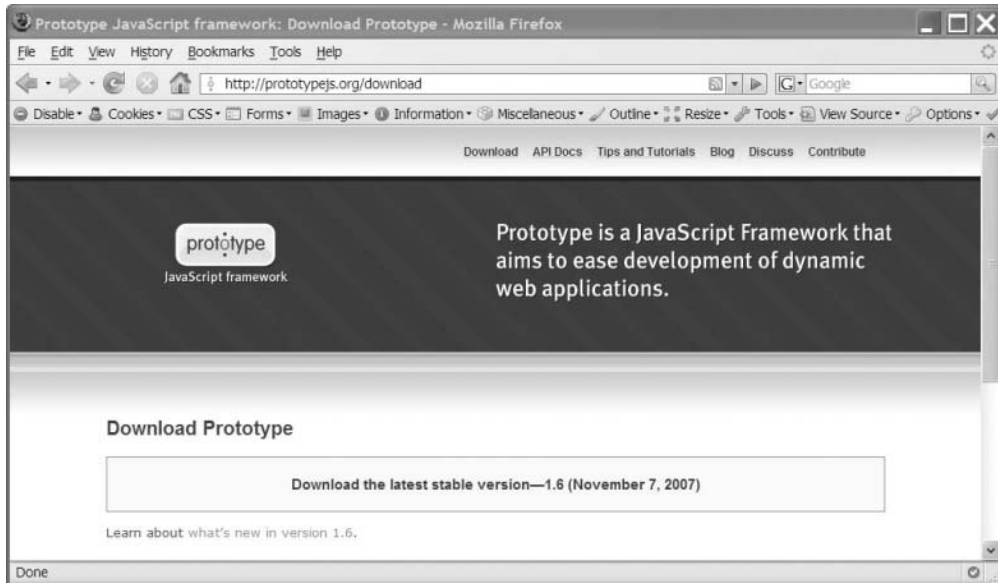 Prototype JavaScript framework: Download Prototype - Mozilla Firefox
File Edit View History Bookmarks Tools Help
http://prototypejs.org/download G Google
Disable Cookies CSS Forms Images Information Miscellaneous Outline Resize Tools View Source Options
Download API Docs Tips and Tutorials Blog Discuss Contribute
prototype
JavaScript framework
Prototype is a JavaScript Framework that
aims to ease development of dynamic
web applications.
Download Prototype
Download the latest stable version—1.6 (November 7, 2007)
Learn about what's new in version 1.6.
Done